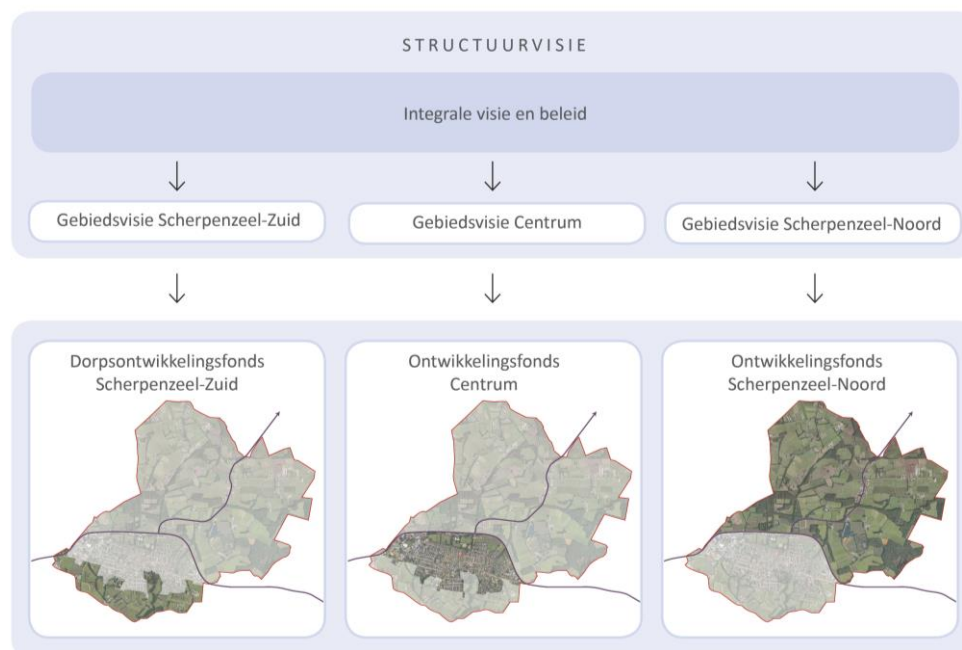 STRUCTUURVISIE
Integrale visie en beleid
Gebiedsvisie Scherpenzeel-Zuid
Gebiedsvisie Centrum
Gebiedsvisie Scherpenzeel-Noord
Dorpsontwikkelingsfonds
Scherpenzeel-Zuid
Ontwikkelingsfonds
Centrum
Ontwikkelingsfonds
Scherpenzeel-Noord